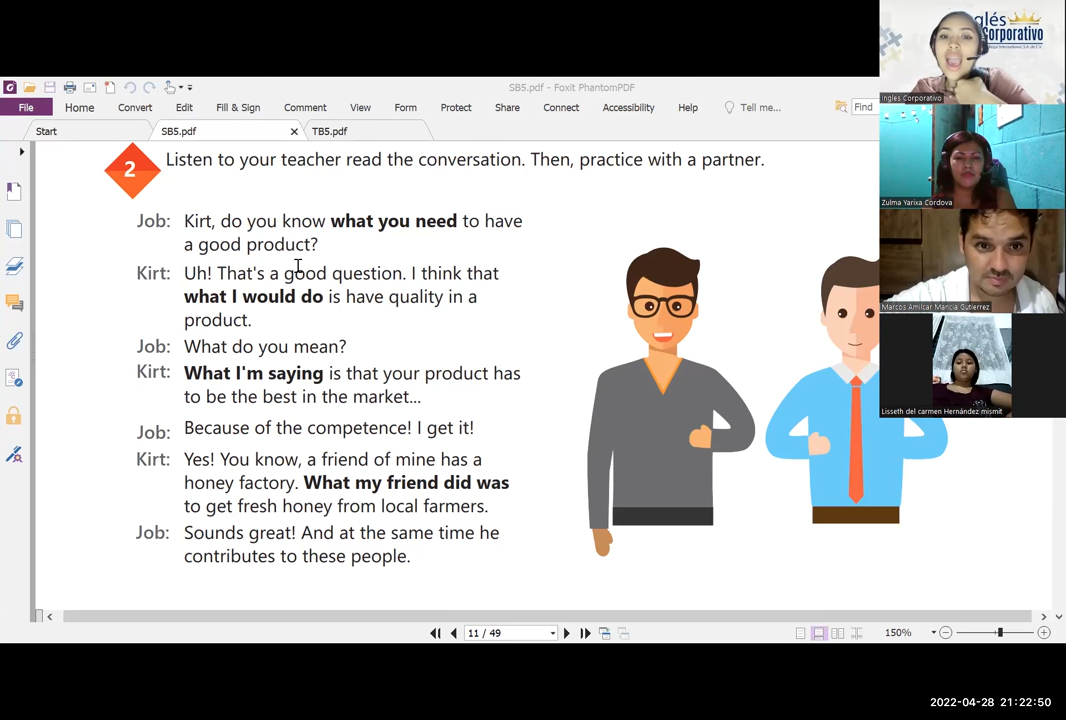 SB5.pdf - Foxit PhantomPDF
File Home Convert Edit Fill & Sign Comment View Form Protect Share Connect Accessibility Help Tell me... Find
Start SB5.pdf TB5.pdf
2 Listen to your teacher read the conversation. Then, practice with a partner.
Job: Kirt, do you know what you need to have
a good product?
Kirt: Uh! That's a good question. I think that
what I would do is have quality in a
product.
Job: What do you mean?
Kirt: What I'm saying is that your product has
to be the best in the market...
Job: Because of the competence! I get it!
Kirt: Yes! You know, a friend of mine has a
honey factory. What my friend did was
to get fresh honey from local farmers.
Job: Sounds great! And at the same time he
contributes to these people.
11 / 49
150%
glés
Corporativo
Ingles Corporativo
Zulma Yarixa Cordova
Marcos Amilcar Mancia Gutierrez
Lisseth del carmen Hernández mismit
2022-04-28 21:22:50